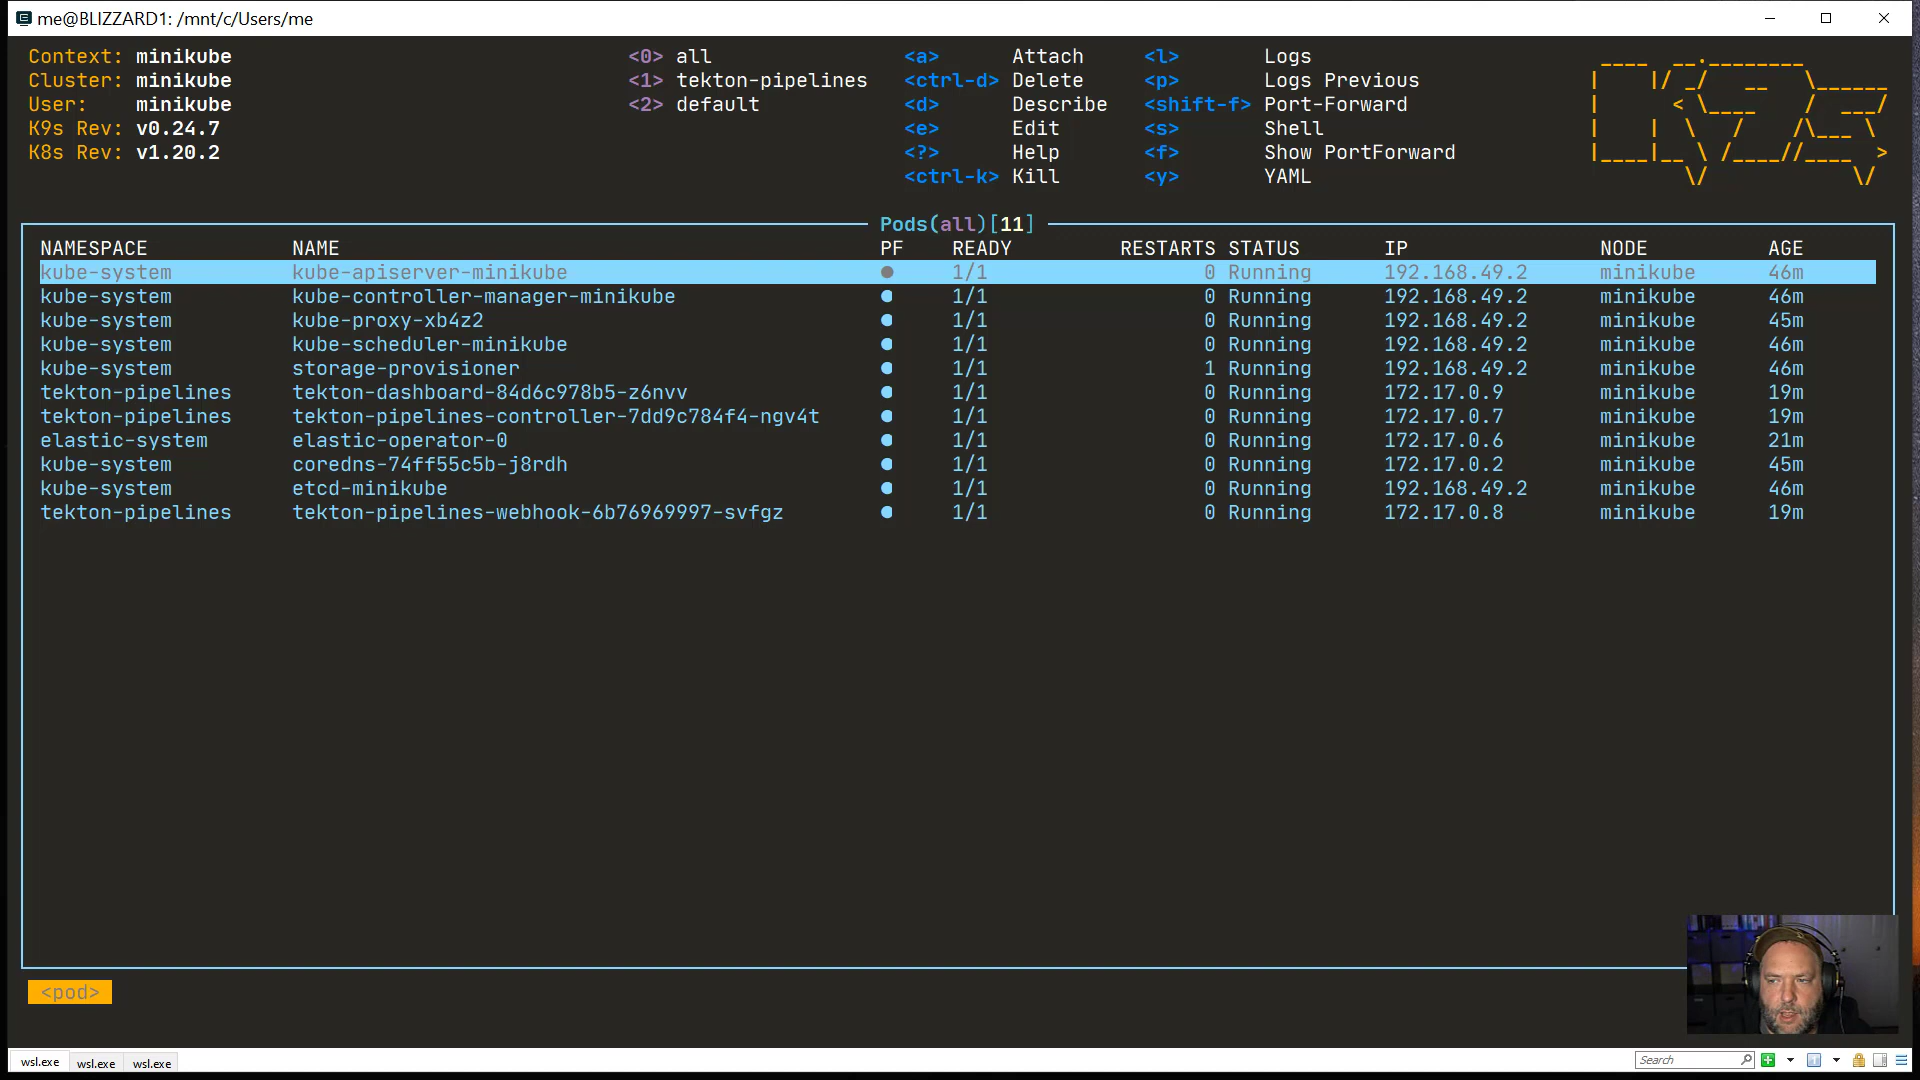 me@BLIZZARD1: /mnt/c/Users/me
Context: minikube <0> all <a> Attach <l> Logs
Cluster: minikube <1> tekton-pipelines <ctrl-d> Delete <p> Logs Previous
User: minikube <2> default <d> Describe <shift-f> Port-Forward
K9s Rev: v0.24.7 <e> Edit <s> Shell
K8s Rev: v1.20.2 <?> Help <f> Show PortForward
<ctrl-k> Kill <y> YAML
Pods(all)[11]
NAMESPACE NAME PF READY RESTARTS STATUS IP NODE AGE
kube-system kube-apiserver-minikube ● 1/1 0 Running 192.168.49.2 minikube 46m
kube-system kube-controller-manager-minikube ● 1/1 0 Running 192.168.49.2 minikube 46m
kube-system kube-proxy-xb4z2 ● 1/1 0 Running 192.168.49.2 minikube 45m
kube-system kube-scheduler-minikube ● 1/1 0 Running 192.168.49.2 minikube 46m
kube-system storage-provisioner ● 1/1 1 Running 192.168.49.2 minikube 46m
tekton-pipelines tekton-dashboard-84d6c978b5-z6nvv ● 1/1 0 Running 172.17.0.9 minikube 19m
tekton-pipelines tekton-pipelines-controller-7dd9c784f4-ngv4t ● 1/1 0 Running 172.17.0.7 minikube 19m
elastic-system elastic-operator-0 ● 1/1 0 Running 172.17.0.6 minikube 21m
kube-system coredns-74ff55c5b-j8rdh ● 1/1 0 Running 172.17.0.2 minikube 45m
kube-system etcd-minikube ● 1/1 0 Running 192.168.49.2 minikube 46m
tekton-pipelines tekton-pipelines-webhook-6b76969997-svfgz ● 1/1 0 Running 172.17.0.8 minikube 19m
<pod>
wsl.exe wsl.exe wsl.exe Search